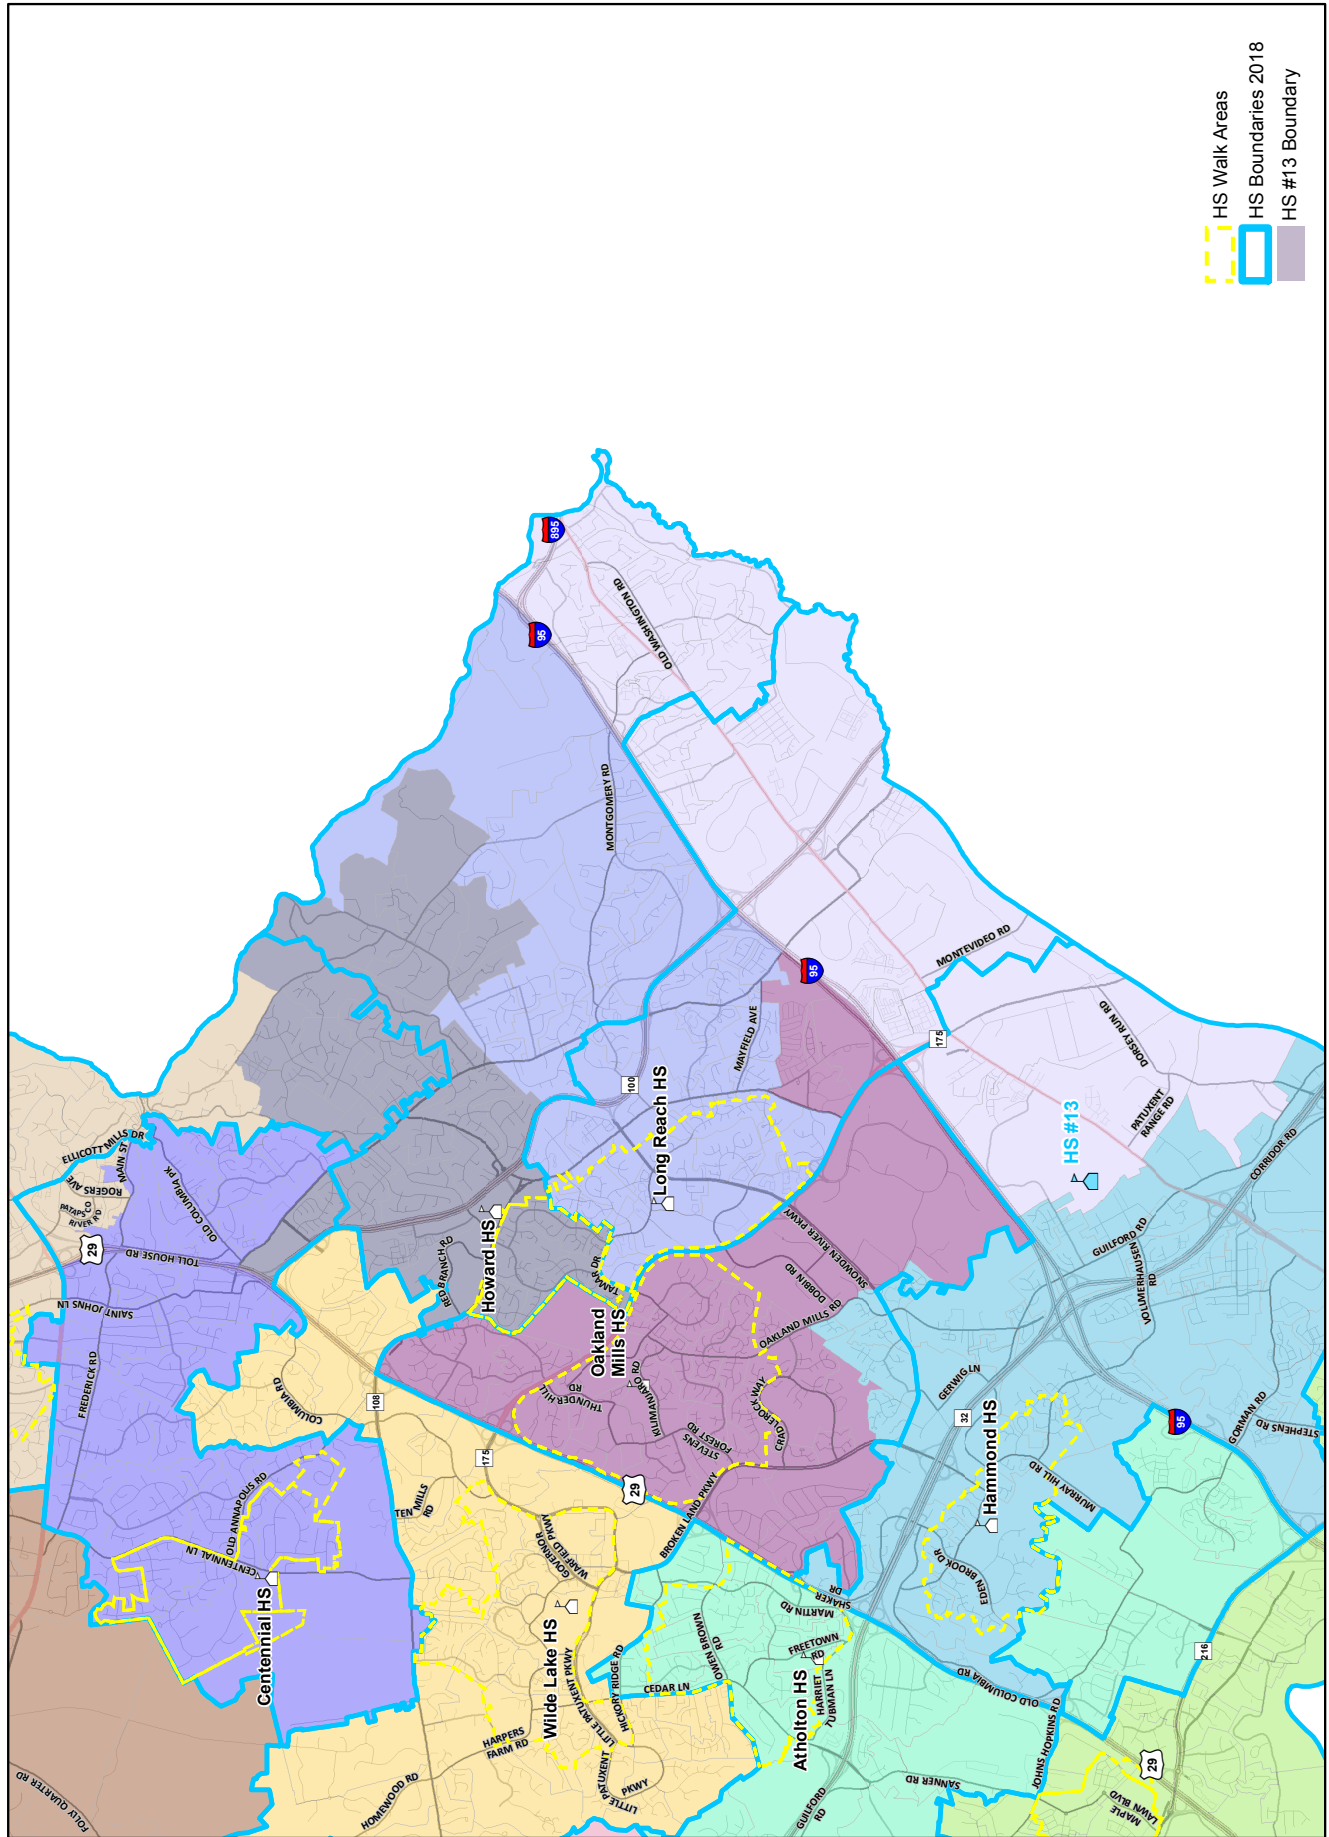 HS Walk Areas
HS Boundaries 2018
HS #13 Boundary
FOLLY QUARTER RD
HOMEWOOD RD
HARPERS
FARM RD
Centennial HS
CENTENNIAL LN
OLD ANNAPOLIS RD
FREDERICK RD
SAINT JOHNS LN
TOLL HOUSE RD
29
PATAPSCO
RIVER RD
ROGERS AVE
MAIN ST
ELLICOTT MILLS DR
OLD COLUMBIA PK
COLUMBIA RD
108
TEN MILLS
RD
175
GOVERNOR
WARFIELD PKWY
Wilde Lake HS
LITTLE PATUXENT PKWY
HICKORY RIDGE RD
LITTLE PATUXENT
PKWY
CEDAR LN
BROKEN LAND PKWY
29
RED BRANCH RD
Howard HS
TAMAR DR
Oakland
Mills HS
THUNDER HILL
RD
KILIMANJARO RD
STEVENS
FOREST RD
CRADLEROCK WAY
OAKLAND MILLS RD
DOBBIN RD
SNOWDEN RIVER PKWY
Long Reach HS
100
MAYFIELD AVE
MONTGOMERY RD
95
895
OLD WASHINGTON RD
95
MONTEVIDEO RD
175
DORSEY RUN RD
PATUXENT
RANGE RD
HS #13
CORRIDOR RD
GUILFORD RD
VOLLMERHAUSEN
RD
GERWIG LN
32
Hammond HS
MURRAY HILL RD
EDEN BROOK DR
SHAKER
DR
MARTIN RD
OWEN BROWN
RD
FREETOWN
RD
HARRIET
TUBMAN LN
Atholton HS
GUILFORD
RD
SANNER RD
JOHNS HOPKINS RD
OLD COLUMBIA RD
95
GORMAN RD
STEPHENS RD
216
29
MAPLE
LAWN BLVD